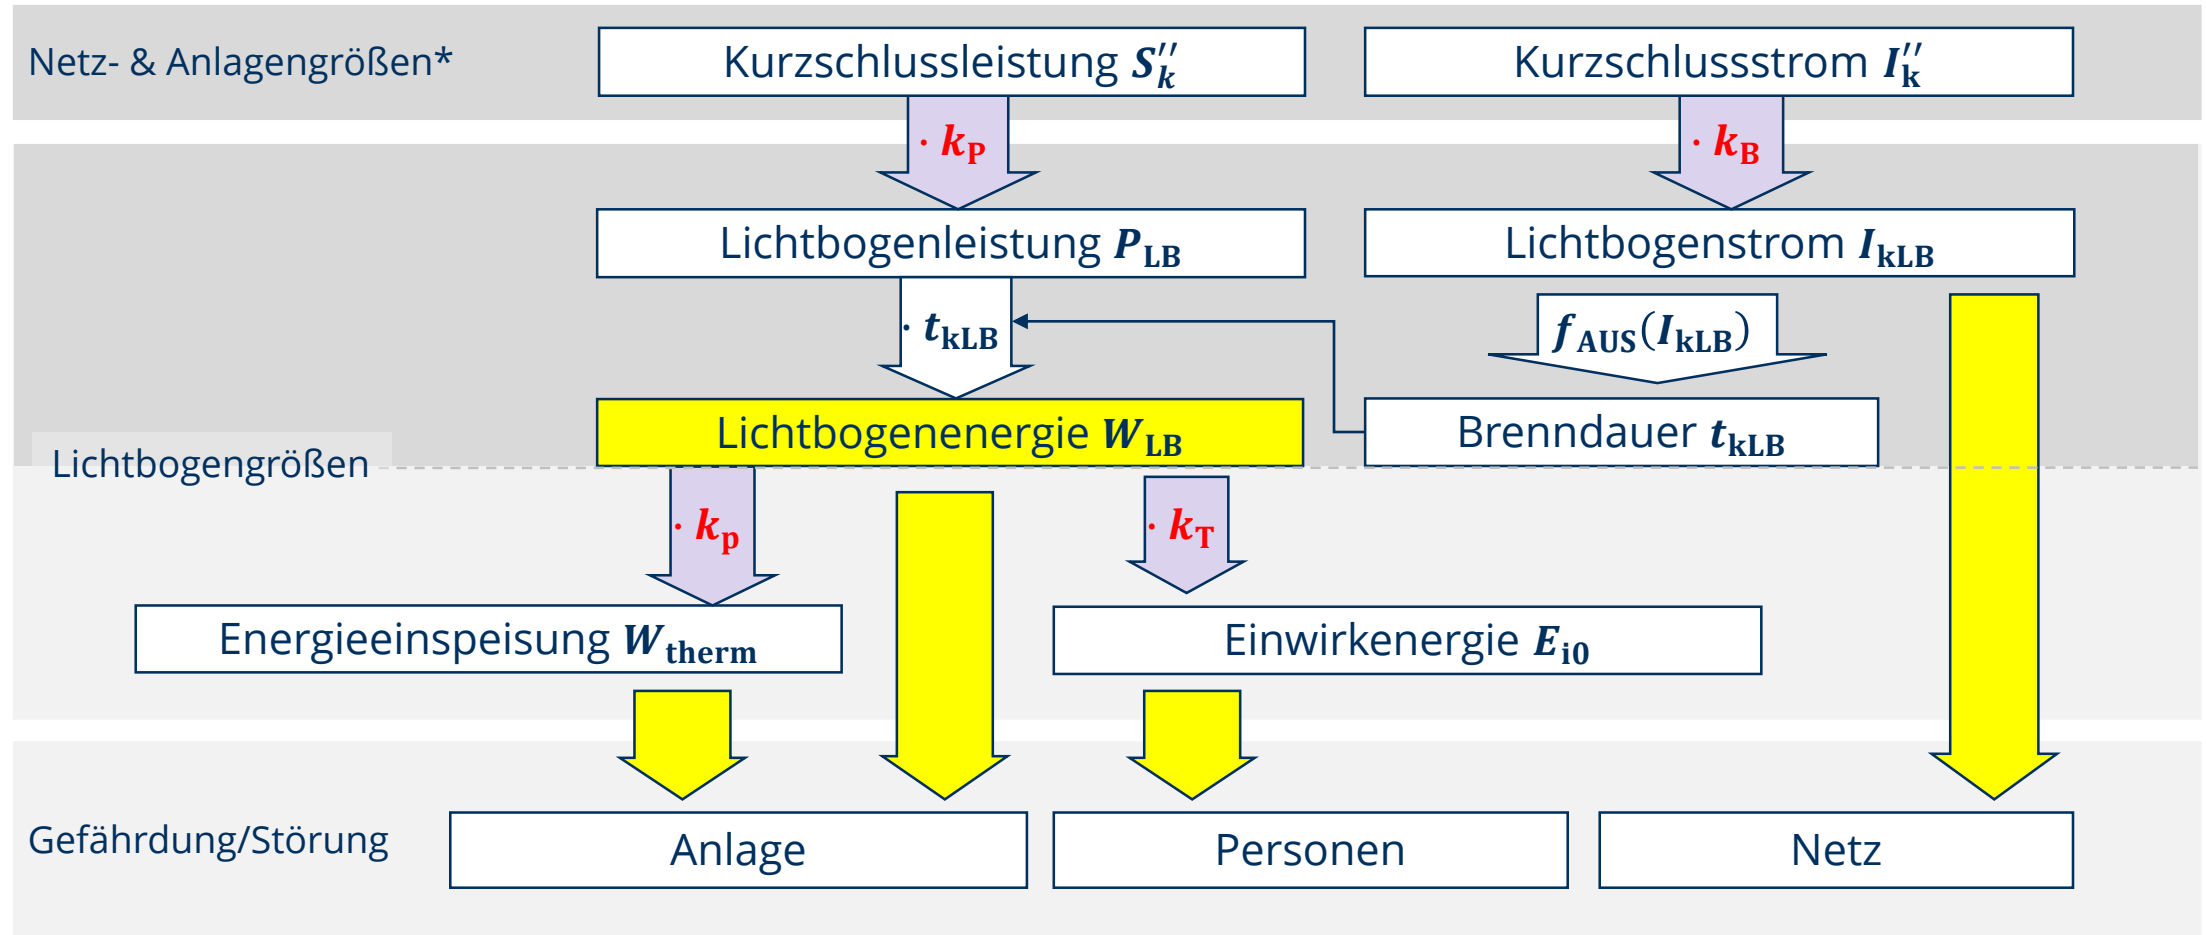 Netz- & Anlagengrößen*
Kurzschlussleistung S''k
Kurzschlussstrom I''k
· kP
· kB
Lichtbogenleistung PLB
Lichtbogenstrom IkLB
· tkLB
fAUS(IkLB)
Lichtbogenenergie WLB
Brenndauer tkLB
Lichtbogengrößen
· kp
· kT
Energieeinspeisung Wtherm
Einwirkenergie Ei0
Gefährdung/Störung
Anlage
Personen
Netz